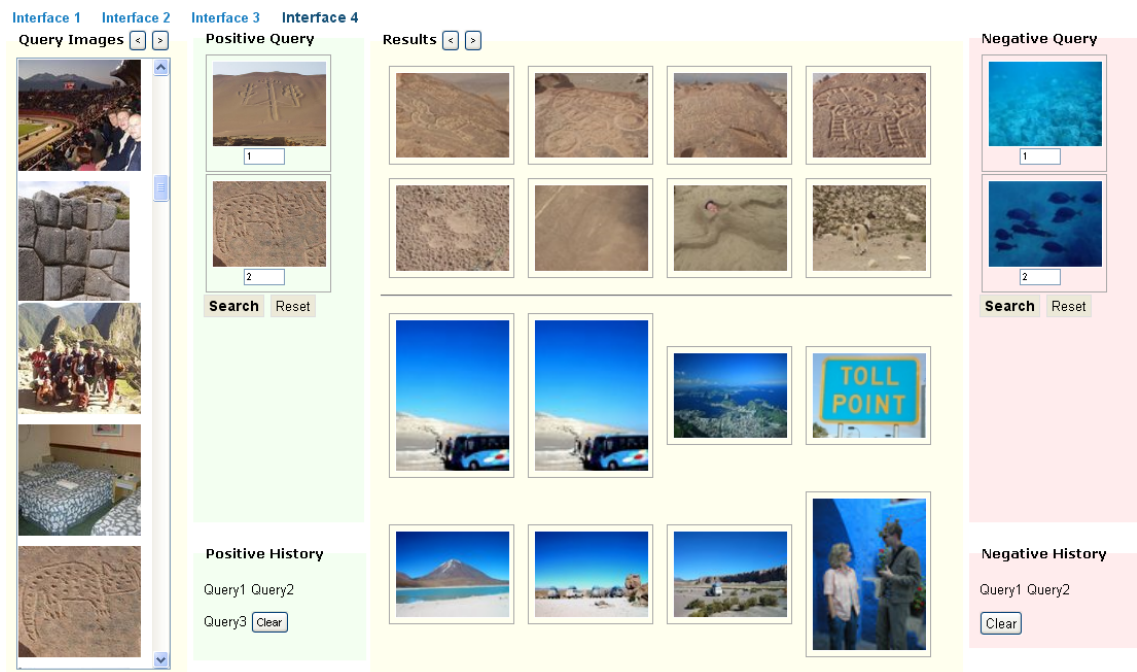 Interface 1 Interface 2 Interface 3 Interface 4
Query Images < >
Positive Query
1
2
Search Reset
Positive History
Query1 Query2
Query3 Clear
Results < >
TOLL
POINT
Negative Query
1
2
Search Reset
Negative History
Query1 Query2
Clear